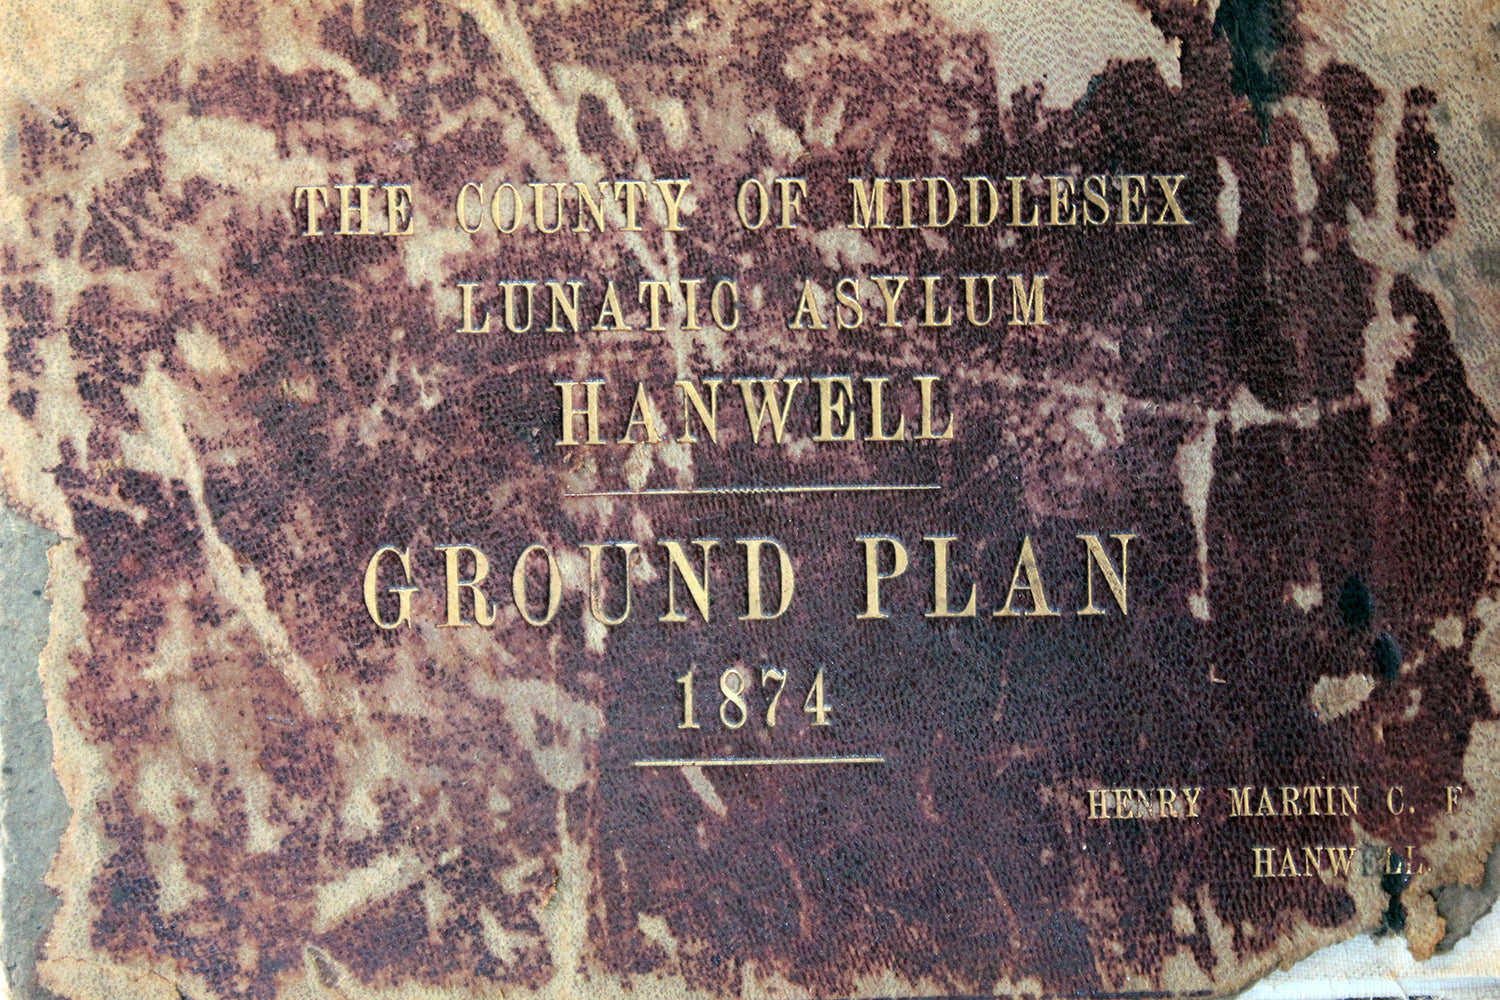 THE COUNTY OF MIDDLESEX
LUNATIC ASYLUM
HANWELL
GROUND PLAN
1874
HENRY MARTIN C. F.
HANWELL.